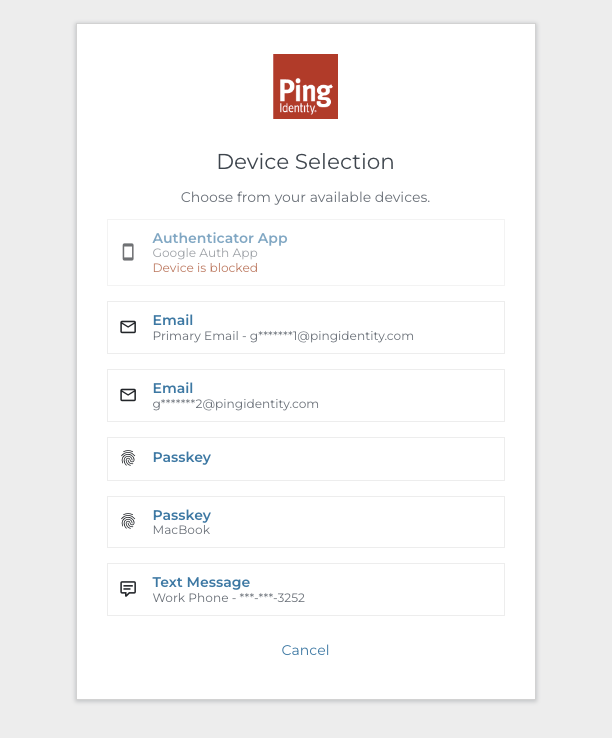 Ping
Identity.
Device Selection
Choose from your available devices.
Authenticator App
Google Auth App
Device is blocked
Email
Primary Email - g*******1@pingidentity.com
Email
g*******2@pingidentity.com
Passkey
Passkey
MacBook
Text Message
Work Phone - ***-***-3252
Cancel